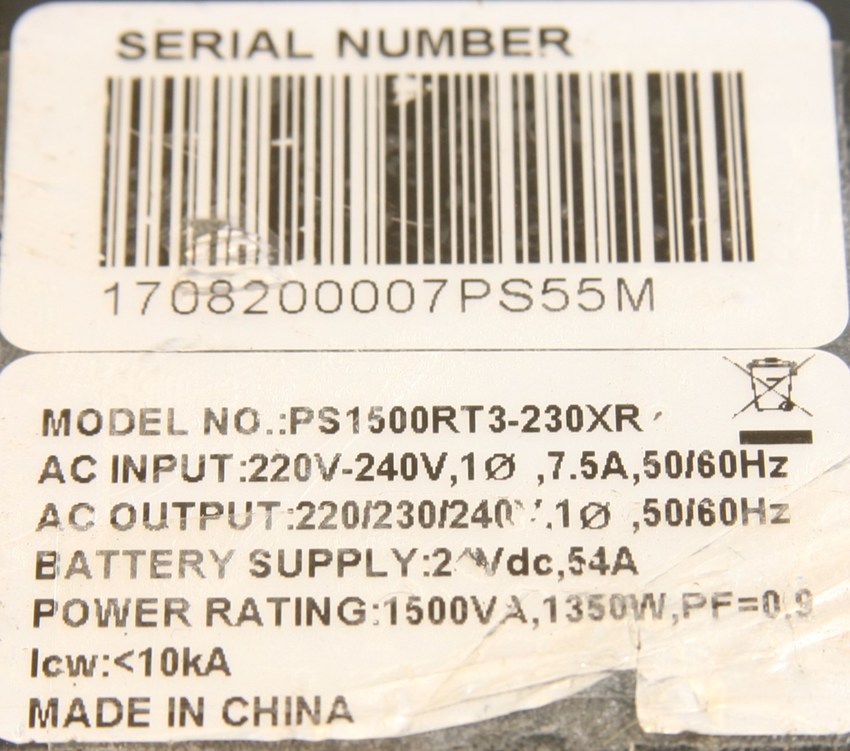 SERIAL NUMBER
1708200007PS55M
MODEL NO.:PS1500RT3-230XR
AC INPUT:220V-240V,1Ø ,7.5A,50/60Hz
AC OUTPUT:220/230/240V,1Ø ,50/60Hz
BATTERY SUPPLY: ,54A
POWER RATING:1500VA,1350W,PF=0.9
Icw:<10kA
MADE IN CHINA